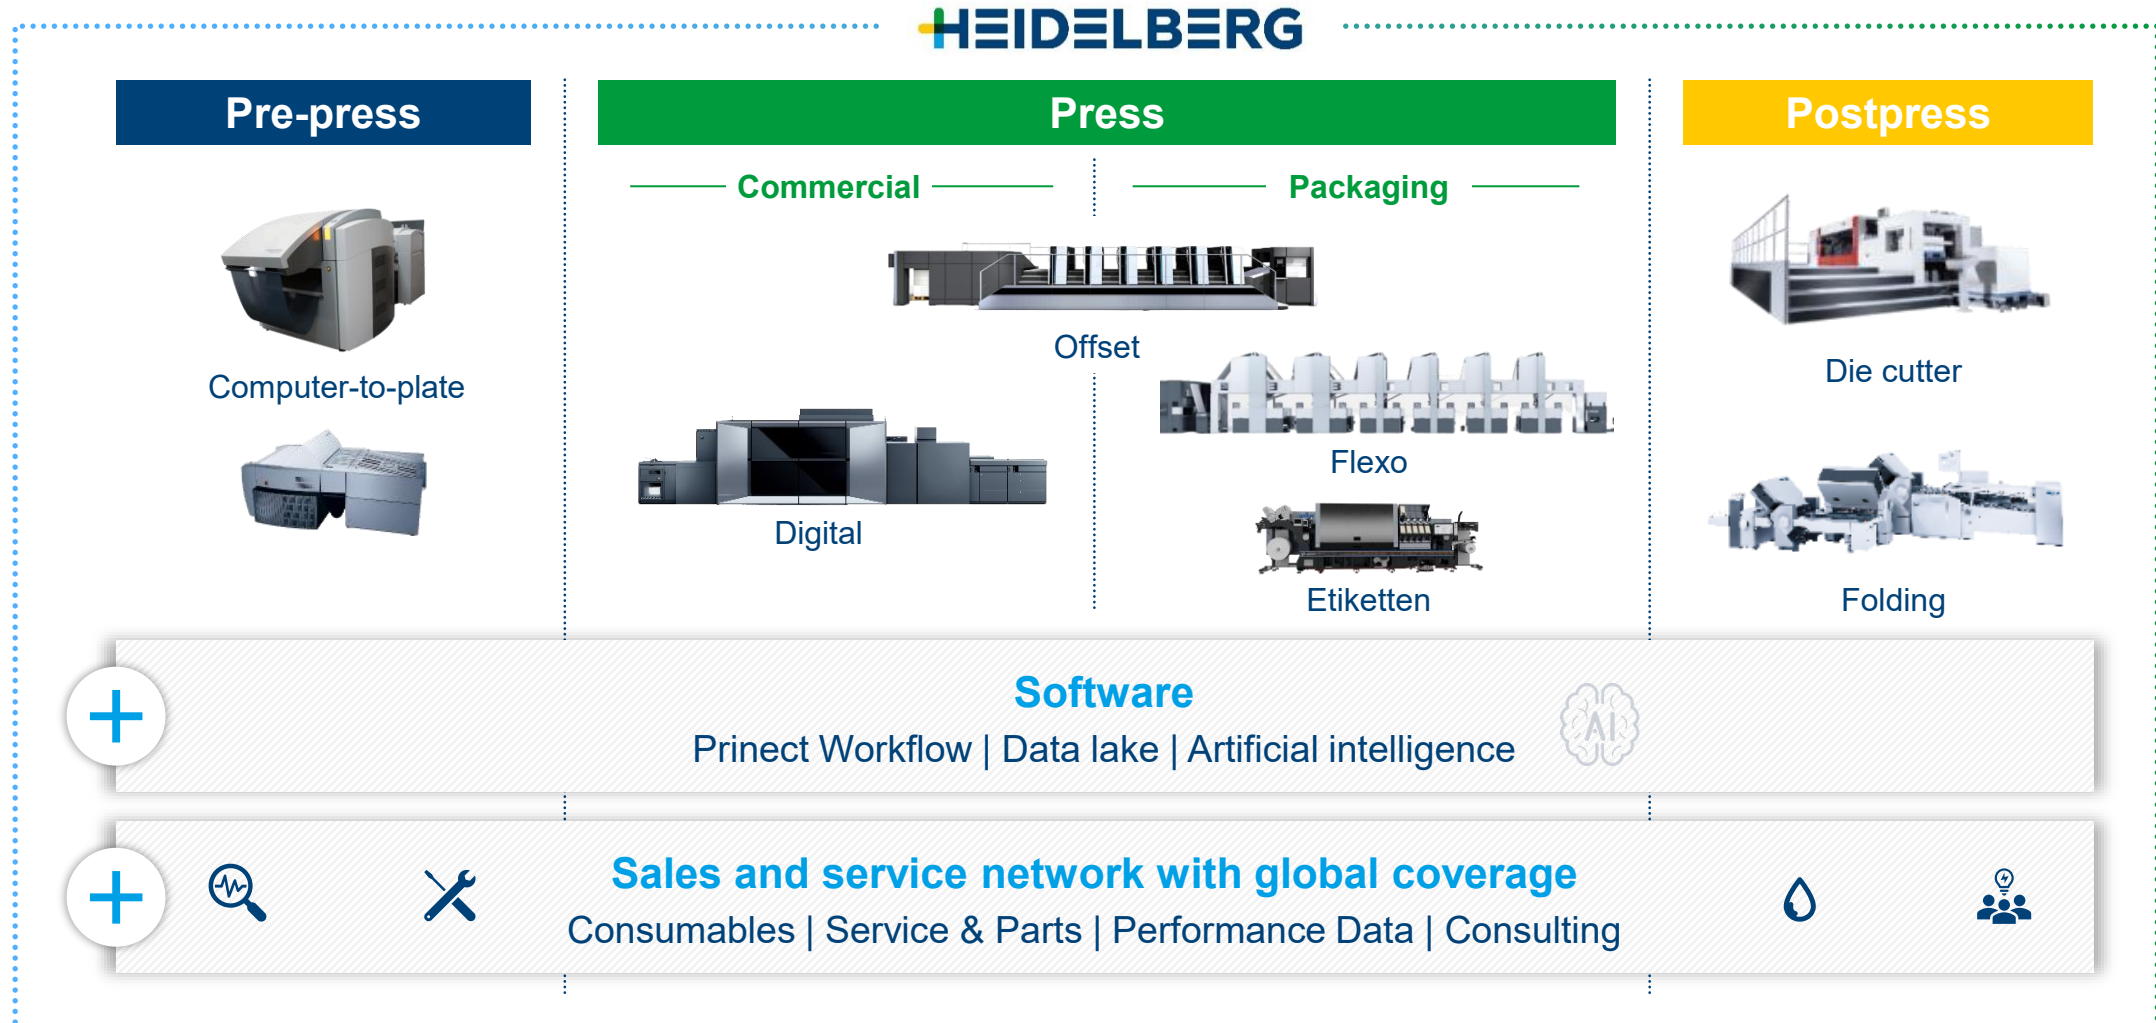 HEIDELBERG
Pre-press
Press
Postpress
Commercial
Packaging
Computer-to-plate
Offset
Digital
Flexo
Etiketten
Die cutter
Folding
Software
Prinect Workflow | Data lake | Artificial intelligence
AI
Sales and service network with global coverage
Consumables | Service & Parts | Performance Data | Consulting